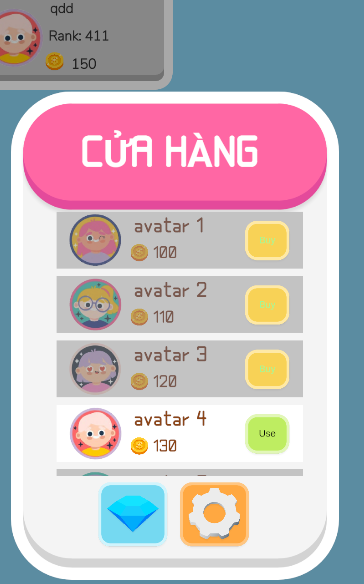 qdd
Rank: 411
150
CỬA HÀNG
avatar 1
100
avatar 2
110
avatar 3
120
avatar 4
130
Use